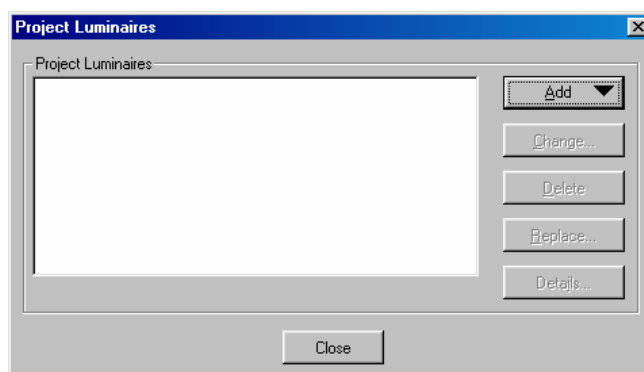 Project Luminaires
Project Luminaires
Add
Change...
Delete
Replace...
Details...
Close